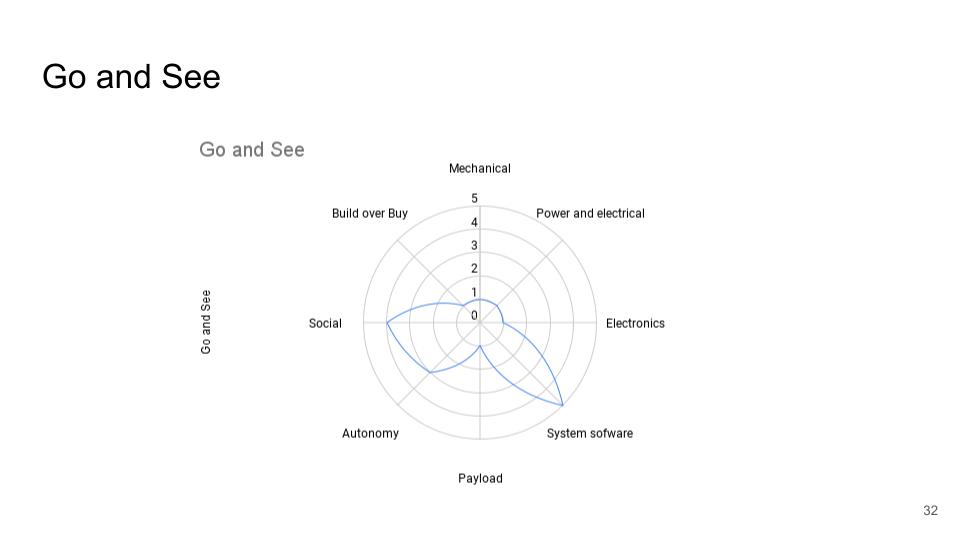 Go and See
Go and See
Mechanical
Build over Buy
Power and electrical
5
4
3
2
1
0
Social
Electronics
Go and See
Autonomy
System sofware
Payload
32